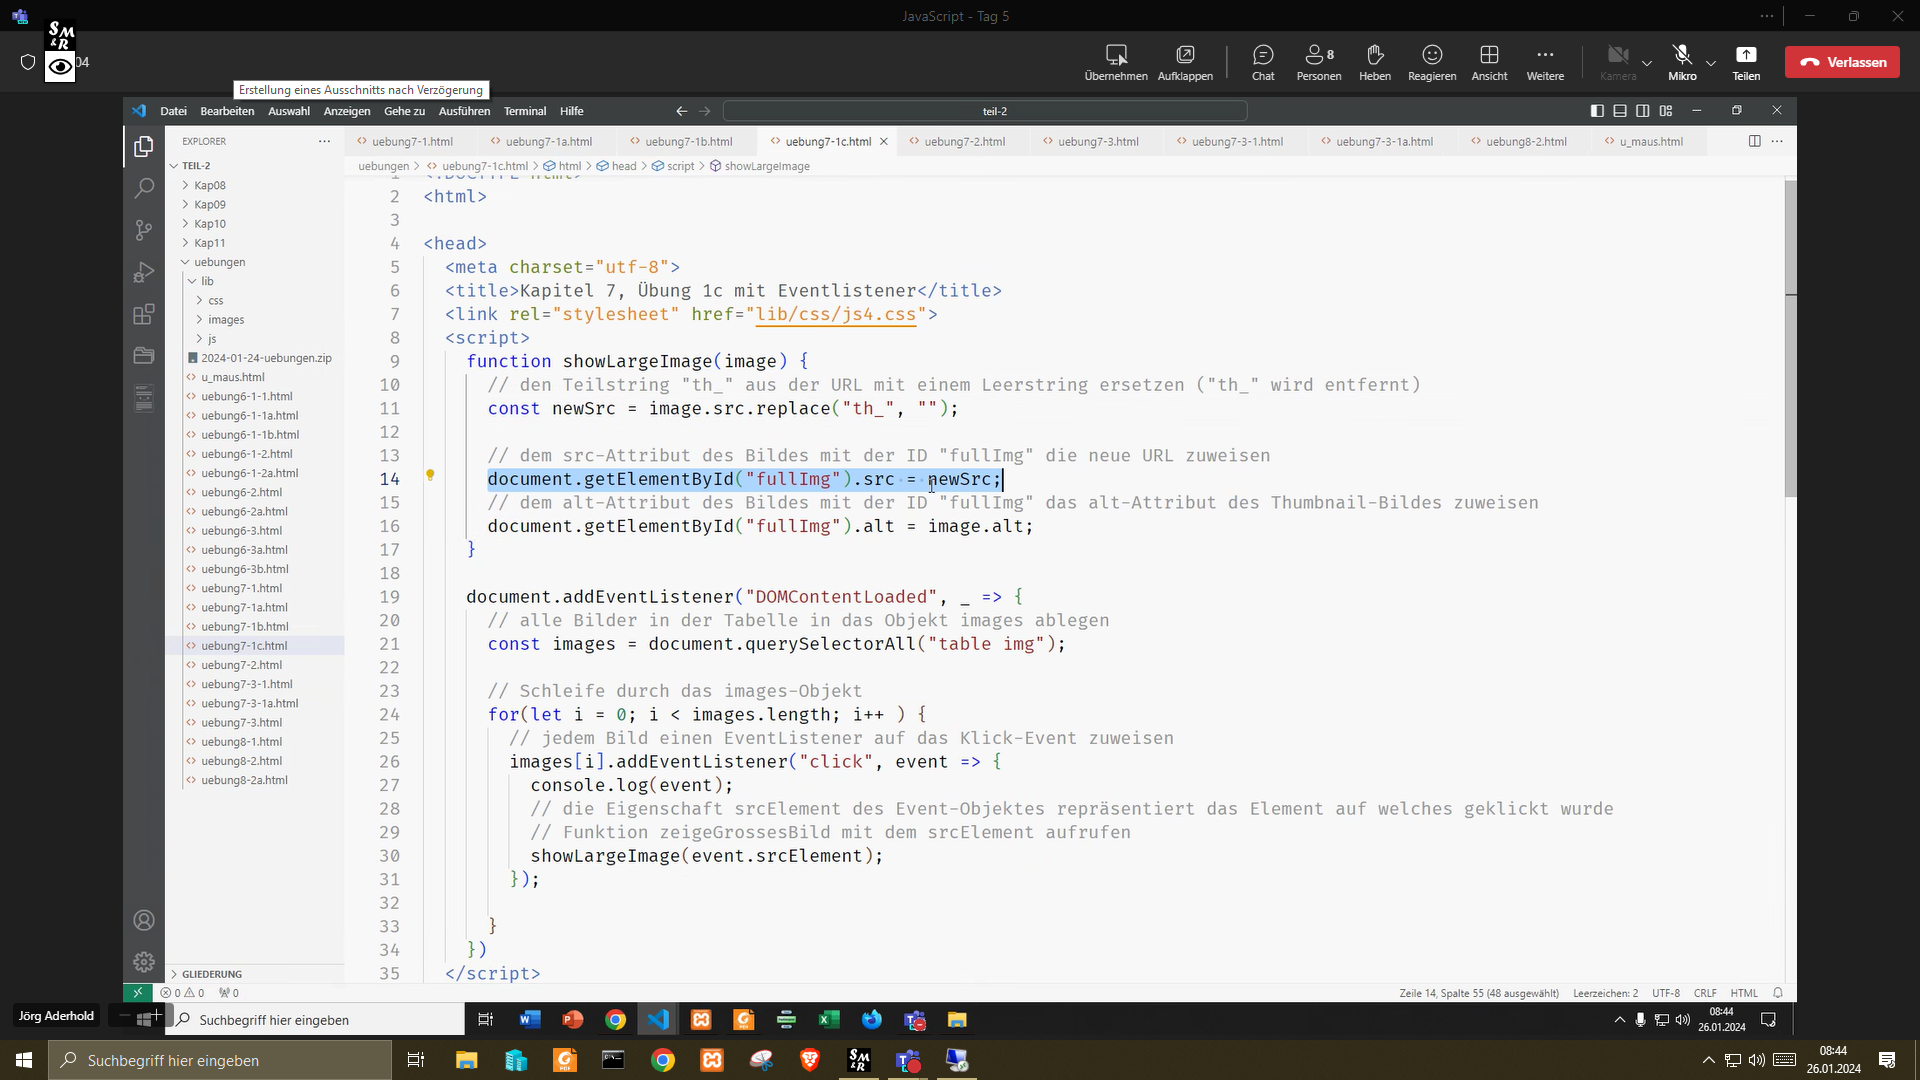 JavaScript - Tag 5
SM&R
04
Übernehmen
Aufklappen
Chat
8
Personen
Heben
Reagieren
Ansicht
Weitere
Kamera
Mikro
Teilen
Verlassen
Erstellung eines Ausschnitts nach Verzögerung
Datei Bearbeiten Auswahl Anzeigen Gehe zu Ausführen Terminal Hilfe
teil-2
EXPLORER
uebung7-1.html
uebung7-1a.html
uebung7-1b.html
uebung7-1c.html
uebung7-2.html
uebung7-3.html
uebung7-3-1.html
uebung7-3-1a.html
uebung8-2.html
u_maus.html
uebungen > uebung7-1c.html > html > head > script > showLargeImage
TEIL-2
Kap08
Kap09
Kap10
Kap11
uebungen
lib
css
images
js
2024-01-24-uebungen.zip
u_maus.html
uebung6-1-1.html
uebung6-1-1a.html
uebung6-1-1b.html
uebung6-1-2.html
uebung6-1-2a.html
uebung6-2.html
uebung6-2a.html
uebung6-3.html
uebung6-3a.html
uebung6-3b.html
uebung7-1.html
uebung7-1a.html
uebung7-1b.html
uebung7-1c.html
uebung7-2.html
uebung7-3-1.html
uebung7-3-1a.html
uebung7-3.html
uebung8-1.html
uebung8-2.html
uebung8-2a.html
GLIEDERUNG
1 <!DOCTYPE html>
2 <html>
3
4 <head>
5 <meta charset="utf-8">
6 <title>Kapitel 7, Übung 1c mit Eventlistener</title>
7 <link rel="stylesheet" href="lib/css/js4.css">
8 <script>
9 function showLargeImage(image) {
10 // den Teilstring "th_" aus der URL mit einem Leerstring ersetzen ("th_" wird entfernt)
11 const newSrc = image.src.replace("th_", "");
12
13 // dem src-Attribut des Bildes mit der ID "fullImg" die neue URL zuweisen
14 document.getElementById("fullImg").src = newSrc;
15 // dem alt-Attribut des Bildes mit der ID "fullImg" das alt-Attribut des Thumbnail-Bildes zuweisen
16 document.getElementById("fullImg").alt = image.alt;
17 }
18
19 document.addEventListener("DOMContentLoaded", _ => {
20 // alle Bilder in der Tabelle in das Objekt images ablegen
21 const images = document.querySelectorAll("table img");
22
23 // Schleife durch das images-Objekt
24 for(let i = 0; i < images.length; i++ ) {
25 // jedem Bild einen EventListener auf das Klick-Event zuweisen
26 images[i].addEventListener("click", event => {
27 console.log(event);
28 // die Eigenschaft srcElement des Event-Objektes repräsentiert das Element auf welches geklickt wurde
29 // Funktion zeigeGrossesBild mit dem srcElement aufrufen
30 showLargeImage(event.srcElement);
31 });
32
33 }
34 })
35 </script>
0 0 0
Zeile 14, Spalte 55 (48 ausgewählt) Leerzeichen: 2 UTF-8 CRLF HTML
Jörg Aderhold
Suchbegriff hier eingeben
08:44
26.01.2024
Suchbegriff hier eingeben
SM&R
08:44
26.01.2024